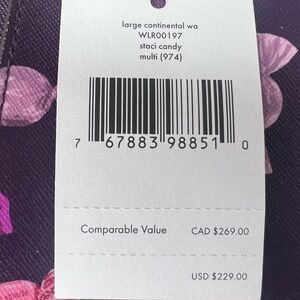 large continental wa
WLR00197
staci candy
multi (974)
7 67883 98851 0
Comparable Value CAD $269.00
USD $229.00